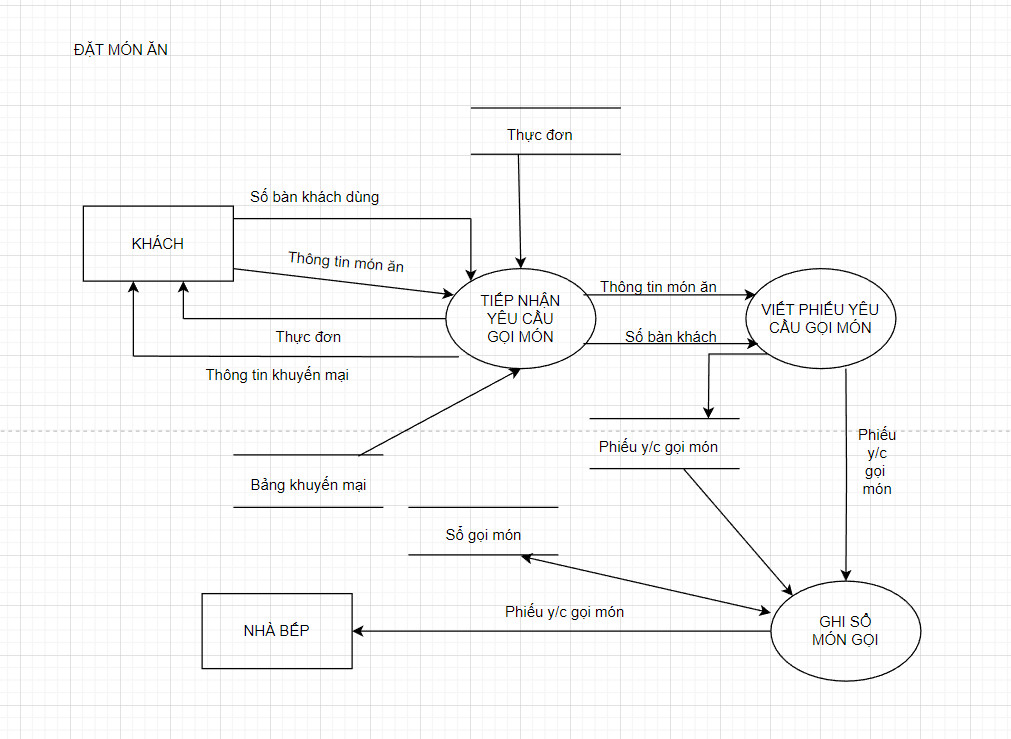 ĐẶT MÓN ĂN
Thực đơn
Số bàn khách dùng
KHÁCH
Thông tin món ăn
TIẾP NHẬN
YÊU CẦU
GỌI MÓN
Thông tin món ăn
VIẾT PHIẾU YÊU
CẦU GỌI MÓN
Thực đơn
Số bàn khách
Thông tin khuyến mại
Phiếu y/c gọi món
Phiếu
y/c
gọi
món
Bảng khuyến mại
Sổ gọi món
Phiếu y/c gọi món
NHÀ BẾP
GHI SỔ
MÓN GỌI